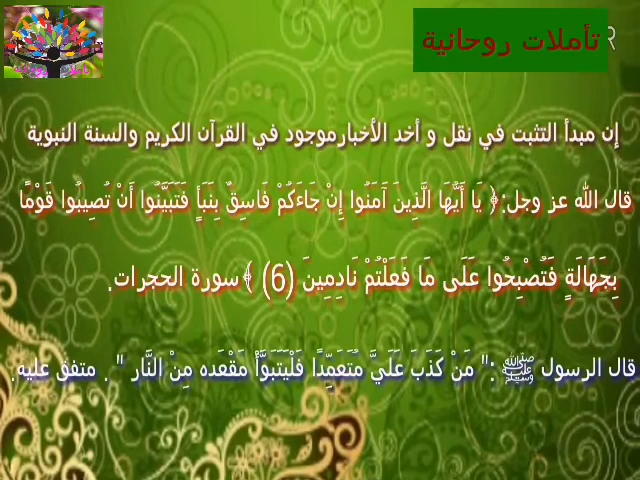 تأملات روحانية
إن مبدأ التثبت في نقل و أخد الأخبارموجود في القرآن الكريم والسنة النبوية
قال الله عز وجل:﴿ يَا أَيُّهَا الَّذِينَ آمَنُوا إِنْ جَاءَكُمْ فَاسِقٌ بِنَبَأٍ فَتَبَيَّنُوا أَنْ تُصِيبُوا قَوْمًا
بِجَهَالَةٍ فَتُصْبِحُوا عَلَى مَا فَعَلْتُمْ نَادِمِينَ (6) ﴾سورة الحجرات.
قال الرسول ﷺ :" مَنْ كَذَبَ عَلَيَّ مُتَعَمِّدًا فَلْيَتَبَوَّأْ مَقْعَده مِنْ النَّار " . متفق عليه.